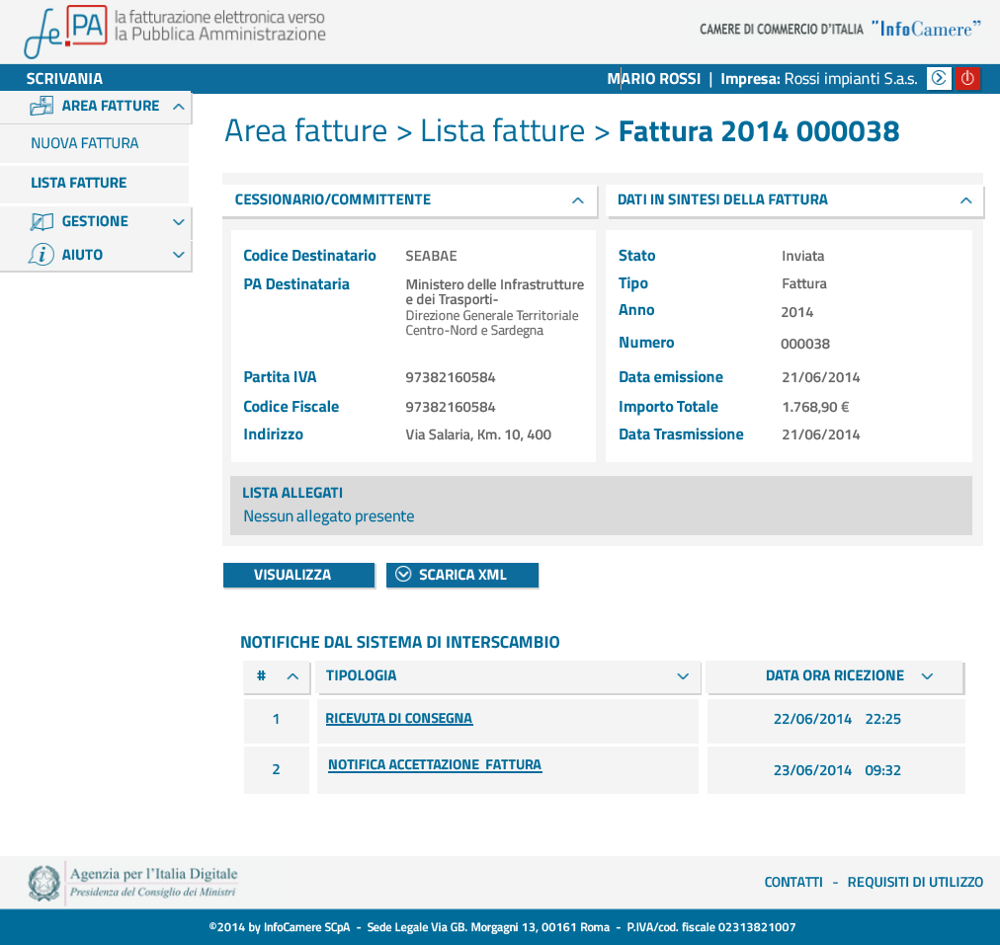 fe.PA la fatturazione elettronica verso
la Pubblica Amministrazione
CAMERE DI COMMERCIO D'ITALIA "InfoCamere"
SCRIVANIA
MARIO ROSSI | Impresa: Rossi impianti S.a.s.
AREA FATTURE
NUOVA FATTURA
LISTA FATTURE
GESTIONE
AIUTO
Area fatture > Lista fatture > Fattura 2014 000038
CESSIONARIO/COMMITTENTE
Codice Destinatario SEABAE
PA Destinataria Ministero delle Infrastrutture
e dei Trasporti-
Direzione Generale Territoriale
Centro-Nord e Sardegna
Partita IVA 97382160584
Codice Fiscale 97382160584
Indirizzo Via Salaria, Km. 10, 400
DATI IN SINTESI DELLA FATTURA
Stato Inviata
Tipo Fattura
Anno 2014
Numero 000038
Data emissione 21/06/2014
Importo Totale 1.768,90 €
Data Trasmissione 21/06/2014
LISTA ALLEGATI
Nessun allegato presente
VISUALIZZA SCARICA XML
NOTIFICHE DAL SISTEMA DI INTERSCAMBIO
# TIPOLOGIA DATA ORA RICEZIONE
1 RICEVUTA DI CONSEGNA 22/06/2014 22:25
2 NOTIFICA ACCETTAZIONE FATTURA 23/06/2014 09:32
Agenzia per l'Italia Digitale
Presidenza del Consiglio dei Ministri
CONTATTI - REQUISITI DI UTILIZZO
©2014 by InfoCamere SCpA - Sede Legale Via GB. Morgagni 13, 00161 Roma - P.IVA/cod. fiscale 02313821007